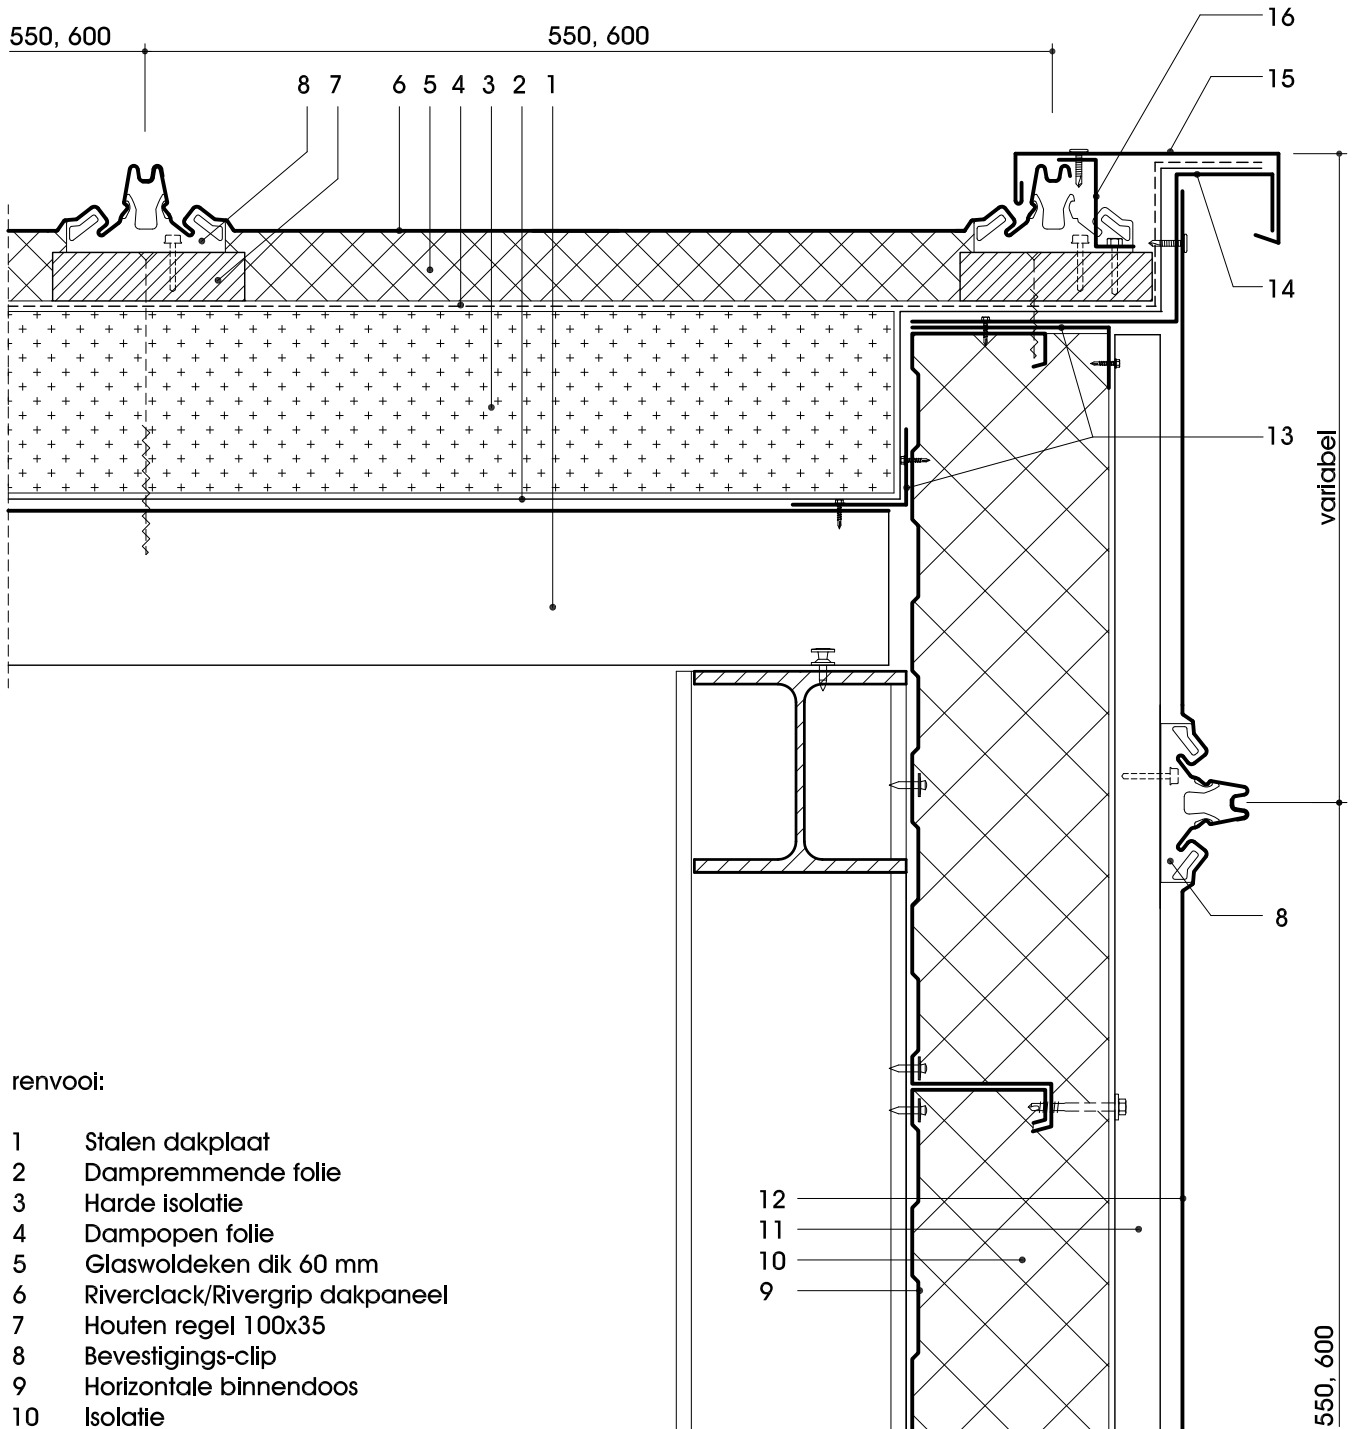 16
550, 600 550, 600
15
8 7 6 5 4 3 2 1
14
13
variabel
8
renvooi:
1 Stalen dakplaat
2 Dampremmende folie
3 Harde isolatie
4 Dampopen folie
5 Glaswoldeken dik 60 mm
6 Riverclack/Rivergrip dakpaneel
7 Houten regel 100x35
8 Bevestigings-clip
9 Horizontale binnendoos
10 Isolatie
12
11
10
9
550, 600